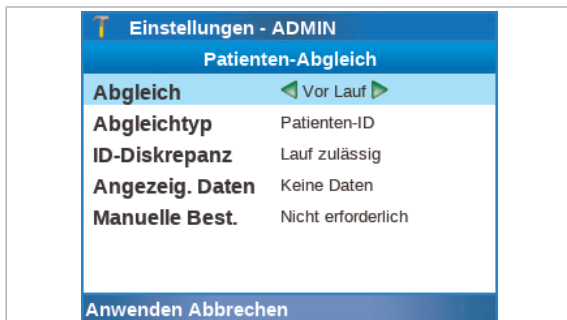 Einstellungen - ADMIN
Patienten-Abgleich
Abgleich Vor Lauf
Abgleichtyp Patienten-ID
ID-Diskrepanz Lauf zulässig
Angezeig. Daten Keine Daten
Manuelle Best. Nicht erforderlich
Anwenden Abbrechen